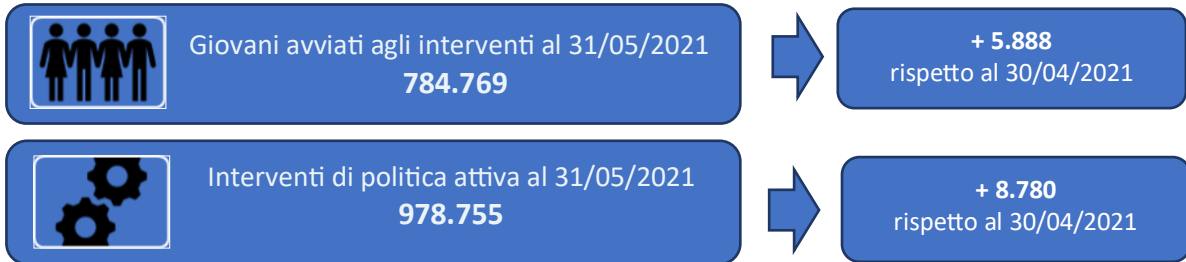 Giovani avviati agli interventi al 31/05/2021
784.769
+ 5.888
rispetto al 30/04/2021
Interventi di politica attiva al 31/05/2021
978.755
+ 8.780
rispetto al 30/04/2021